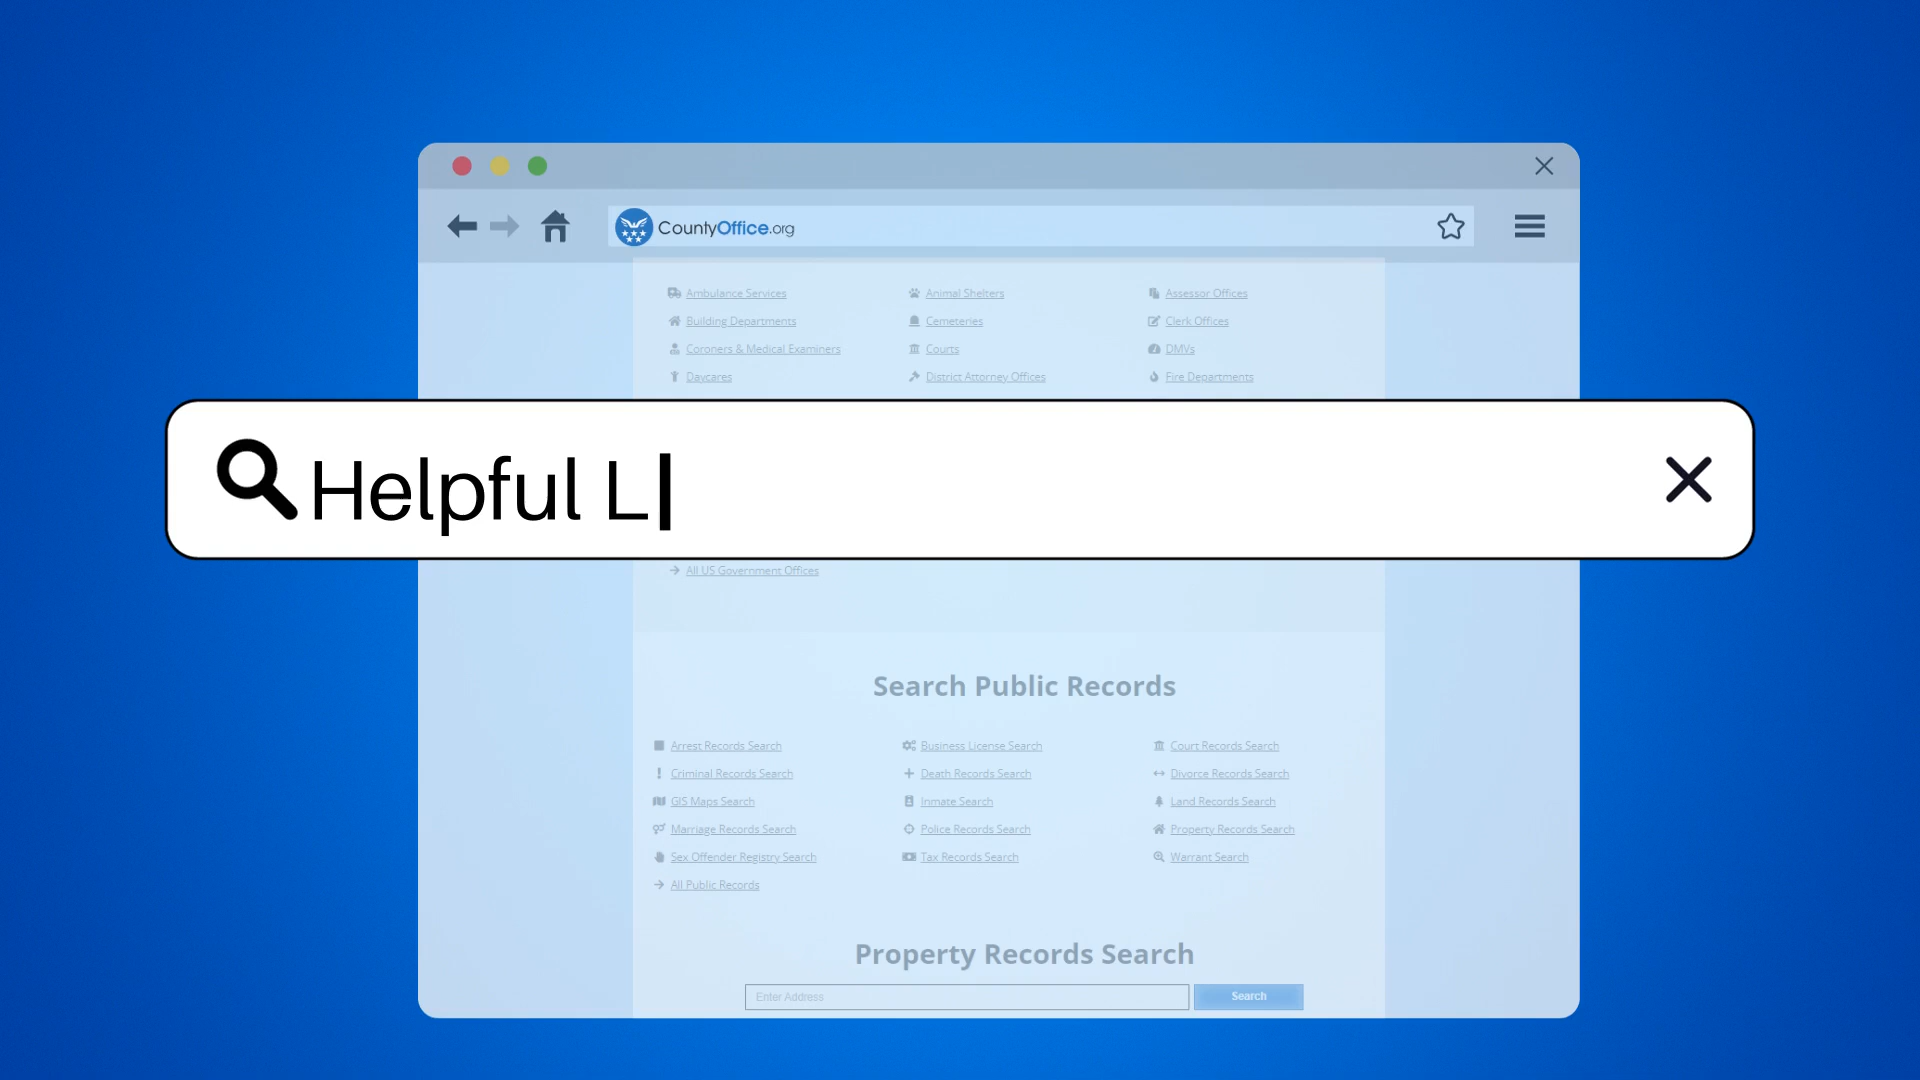 CountyOffice.org
Ambulance Services Animal Shelters Assessor Offices
Building Departments Cemeteries Clerk Offices
Coroners & Medical Examiners Courts DMVs
Daycares District Attorney Offices Fire Departments
Helpful L
All US Government Offices
Search Public Records
Arrest Records Search Business License Search Court Records Search
Criminal Records Search Death Records Search Divorce Records Search
GIS Maps Search Inmate Search Land Records Search
Marriage Records Search Police Records Search Property Records Search
Sex Offender Registry Search Tax Records Search Warrant Search
All Public Records
Property Records Search
Enter Address Search